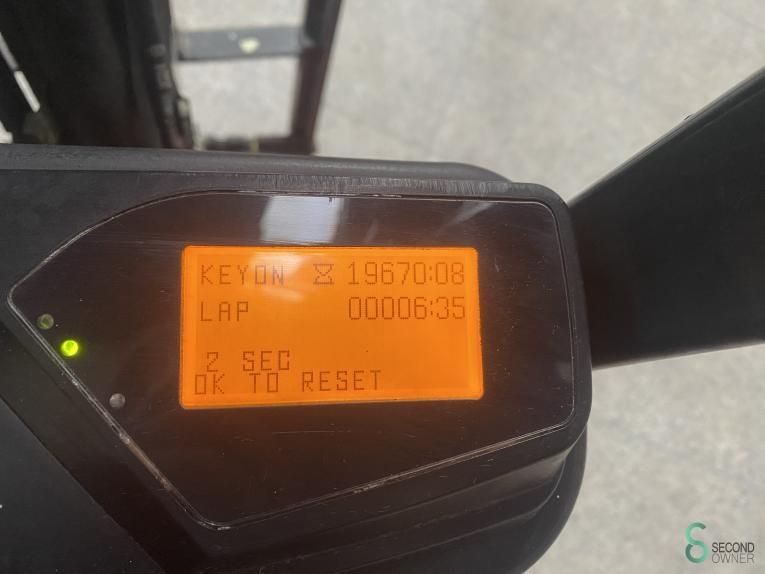 KEYON 19670:08
LAP 00006:35
2 SEC
OK TO RESET
SECOND
OWNER